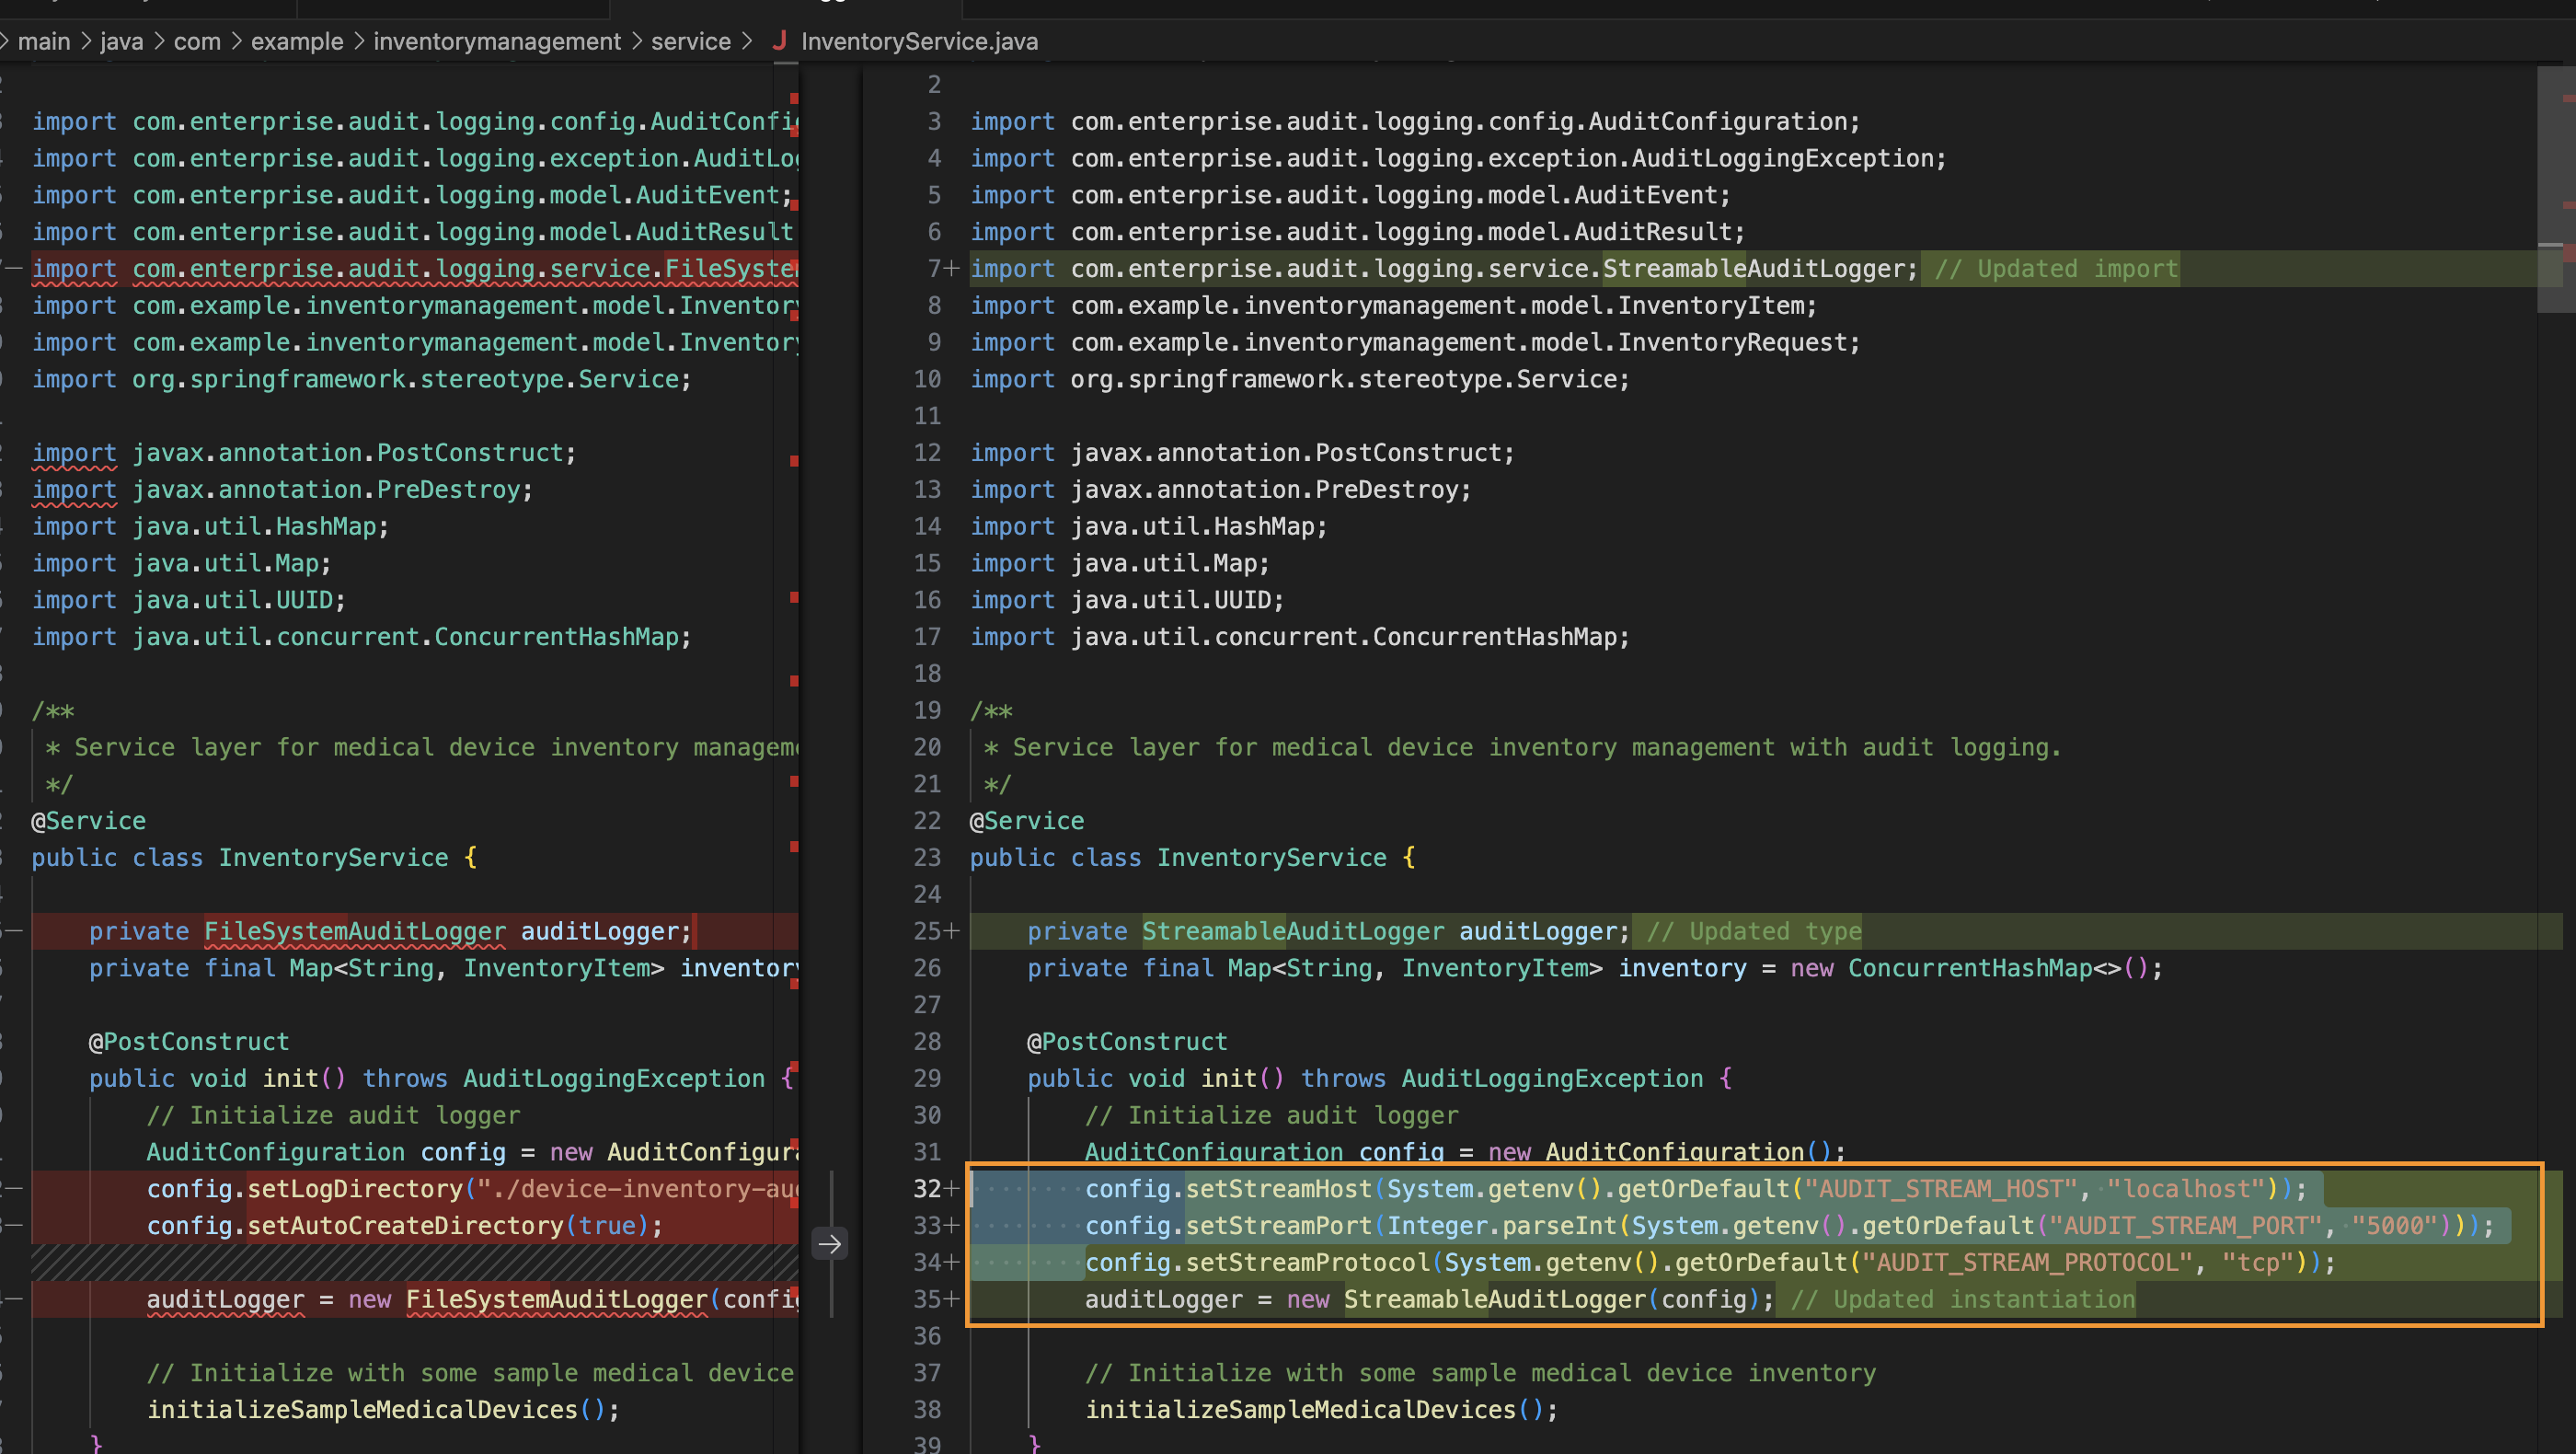 main > java > com > example > inventorymanagement > service > J InventoryService.java
import com.enterprise.audit.logging.config.AuditConfi
import com.enterprise.audit.logging.exception.AuditLo
import com.enterprise.audit.logging.model.AuditEvent;
import com.enterprise.audit.logging.model.AuditResult
import com.enterprise.audit.logging.service.FileSyste
import com.example.inventorymanagement.model.Inventor
import com.example.inventorymanagement.model.Inventor
import org.springframework.stereotype.Service;
import javax.annotation.PostConstruct;
import javax.annotation.PreDestroy;
import java.util.HashMap;
import java.util.Map;
import java.util.UUID;
import java.util.concurrent.ConcurrentHashMap;
/**
* Service layer for medical device inventory managem
*/
@Service
public class InventoryService {
private FileSystemAuditLogger auditLogger;
private final Map<String, InventoryItem> inventor
@PostConstruct
public void init() throws AuditLoggingException {
// Initialize audit logger
AuditConfiguration config = new AuditConfigur
config.setLogDirectory("./device-inventory-au
config.setAutoCreateDirectory(true);
auditLogger = new FileSystemAuditLogger(confi
// Initialize with some sample medical device
initializeSampleMedicalDevices();
}
2
3 import com.enterprise.audit.logging.config.AuditConfiguration;
4 import com.enterprise.audit.logging.exception.AuditLoggingException;
5 import com.enterprise.audit.logging.model.AuditEvent;
6 import com.enterprise.audit.logging.model.AuditResult;
7+ import com.enterprise.audit.logging.service.StreamableAuditLogger; // Updated import
8 import com.example.inventorymanagement.model.InventoryItem;
9 import com.example.inventorymanagement.model.InventoryRequest;
10 import org.springframework.stereotype.Service;
11
12 import javax.annotation.PostConstruct;
13 import javax.annotation.PreDestroy;
14 import java.util.HashMap;
15 import java.util.Map;
16 import java.util.UUID;
17 import java.util.concurrent.ConcurrentHashMap;
18
19 /**
20 * Service layer for medical device inventory management with audit logging.
21 */
22 @Service
23 public class InventoryService {
24
25+ private StreamableAuditLogger auditLogger; // Updated type
26 private final Map<String, InventoryItem> inventory = new ConcurrentHashMap<>();
27
28 @PostConstruct
29 public void init() throws AuditLoggingException {
30 // Initialize audit logger
31 AuditConfiguration config = new AuditConfiguration();
32+ config.setStreamHost(System.getenv().getOrDefault("AUDIT_STREAM_HOST", "localhost"));
33+ config.setStreamPort(Integer.parseInt(System.getenv().getOrDefault("AUDIT_STREAM_PORT", "5000")));
34+ config.setStreamProtocol(System.getenv().getOrDefault("AUDIT_STREAM_PROTOCOL", "tcp"));
35+ auditLogger = new StreamableAuditLogger(config); // Updated instantiation
36
37 // Initialize with some sample medical device inventory
38 initializeSampleMedicalDevices();
39 }